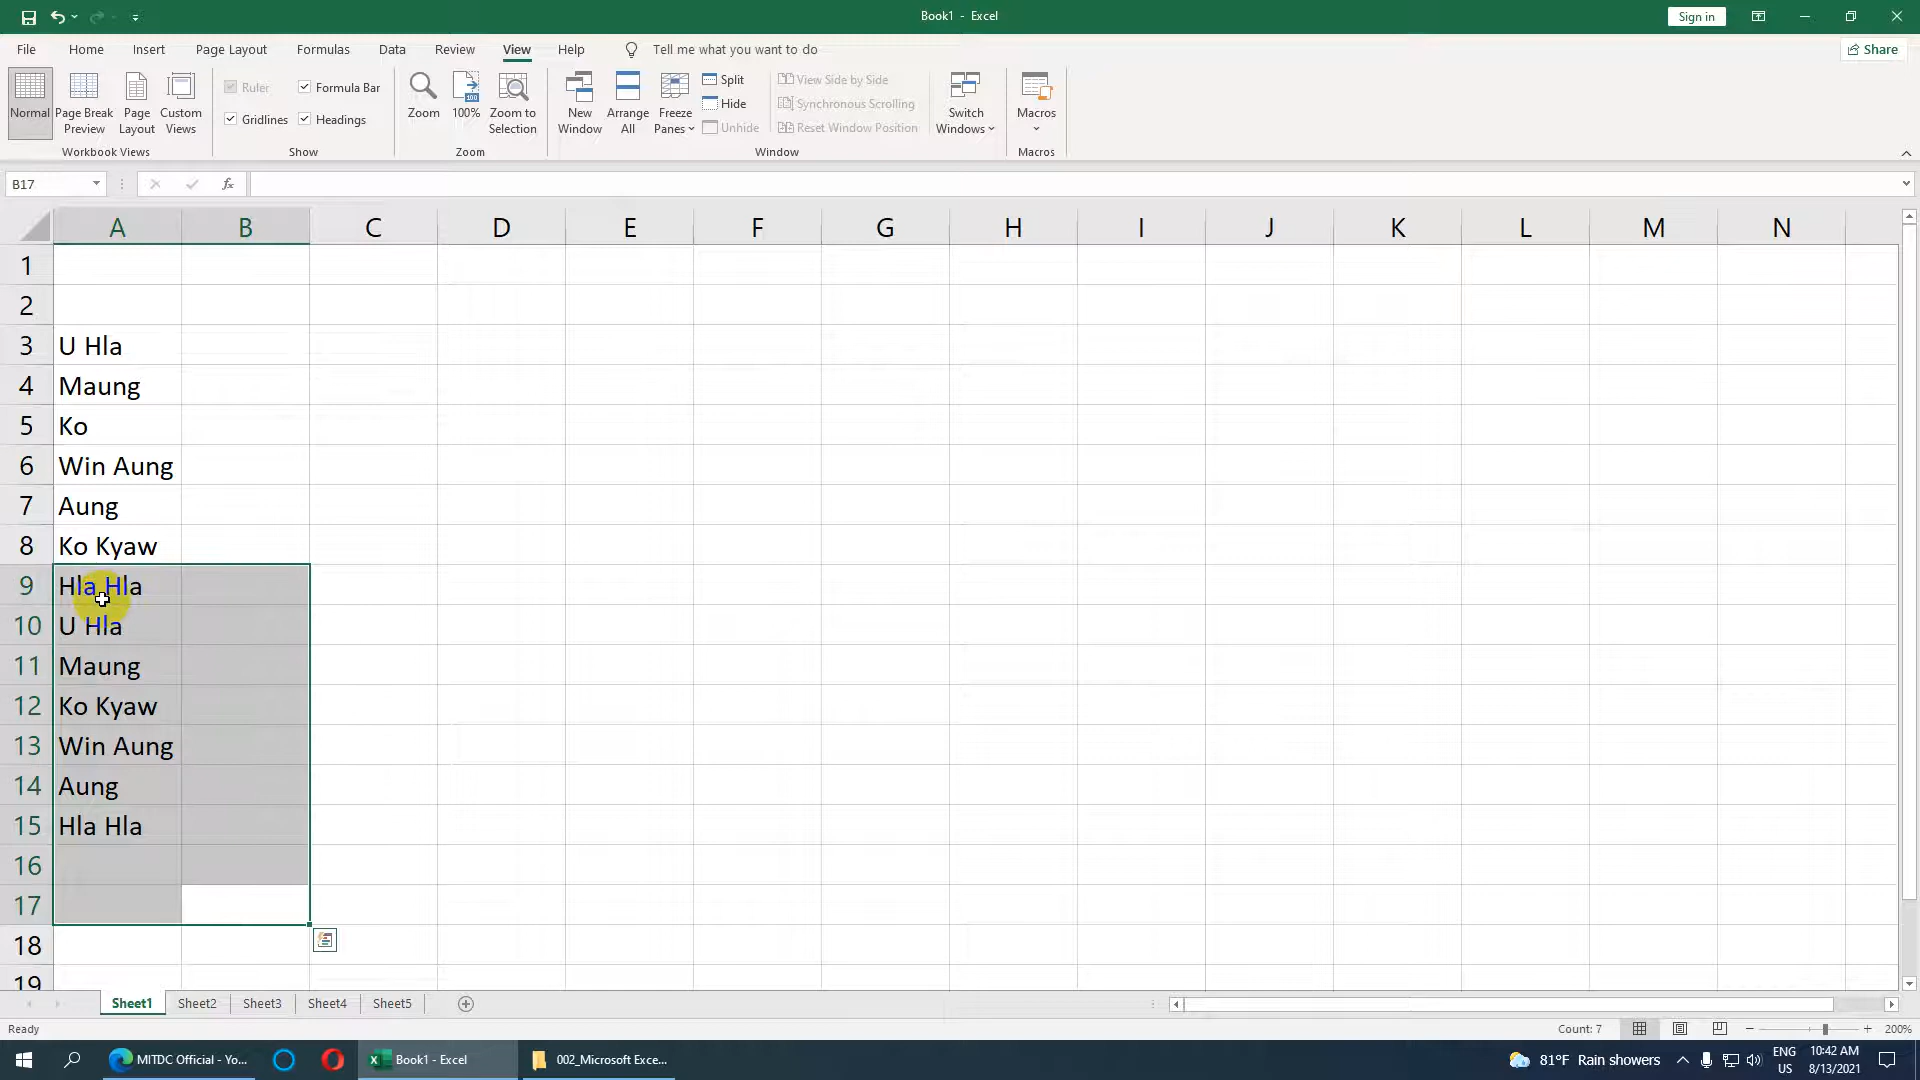 Book1 - Excel
Sign in
File Home Insert Page Layout Formulas Data Review View Help Tell me what you want to do
Share
Normal Page Break Preview Page Layout Custom Views
Workbook Views
Ruler Formula Bar
Gridlines Headings
Show
Zoom 100% Zoom to Selection
Zoom
New Window Arrange All Freeze Panes
Split
Hide
Unhide
View Side by Side
Synchronous Scrolling
Reset Window Position
Switch Windows
Window
Macros
Macros
B17
fx
A B C D E F G H I J K L M N
1
2
3 U Hla
4 Maung
5 Ko
6 Win Aung
7 Aung
8 Ko Kyaw
9 Hla Hla
10 U Hla
11 Maung
12 Ko Kyaw
13 Win Aung
14 Aung
15 Hla Hla
16
17
18
19
Sheet1 Sheet2 Sheet3 Sheet4 Sheet5
Ready
Count: 7
200%
MITDC Official - Yo...
Book1 - Excel
002_Microsoft Exce...
81°F Rain showers
ENG
US
10:42 AM
8/13/2021